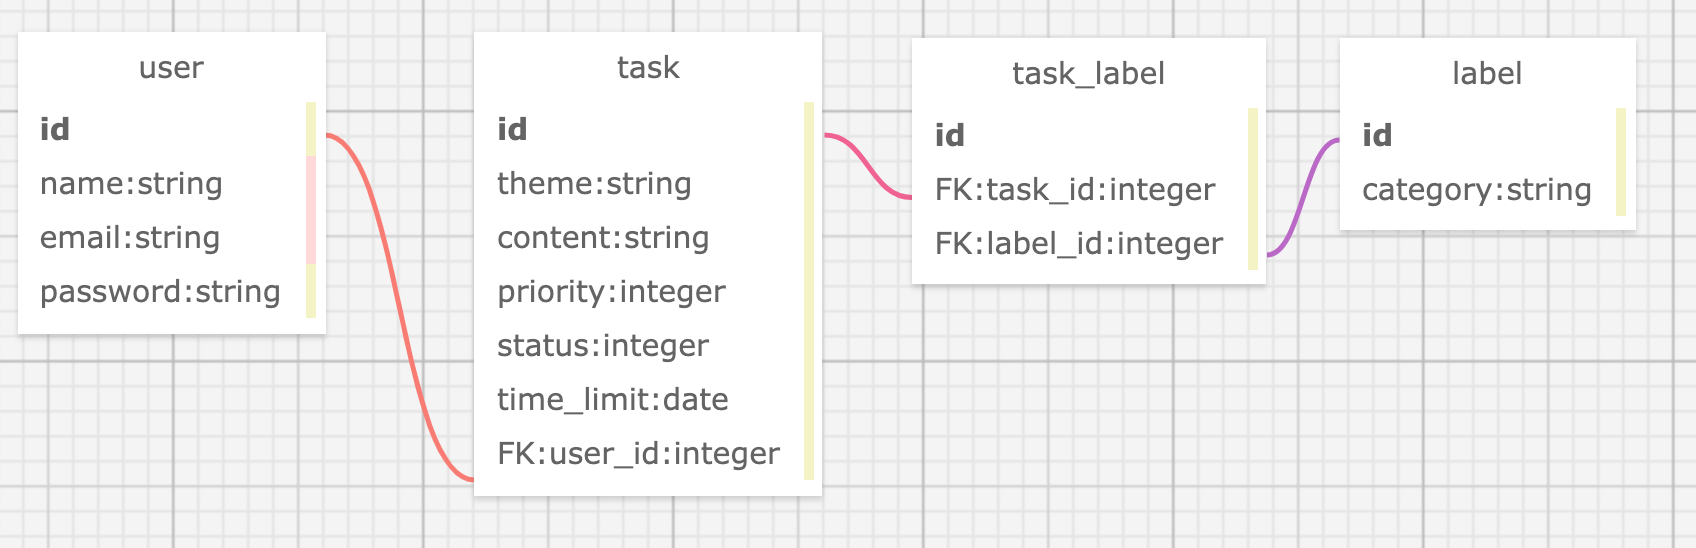 user
id
name:string
email:string
password:string
task
id
theme:string
content:string
priority:integer
status:integer
time_limit:date
FK:user_id:integer
task_label
id
FK:task_id:integer
FK:label_id:integer
label
id
category:string